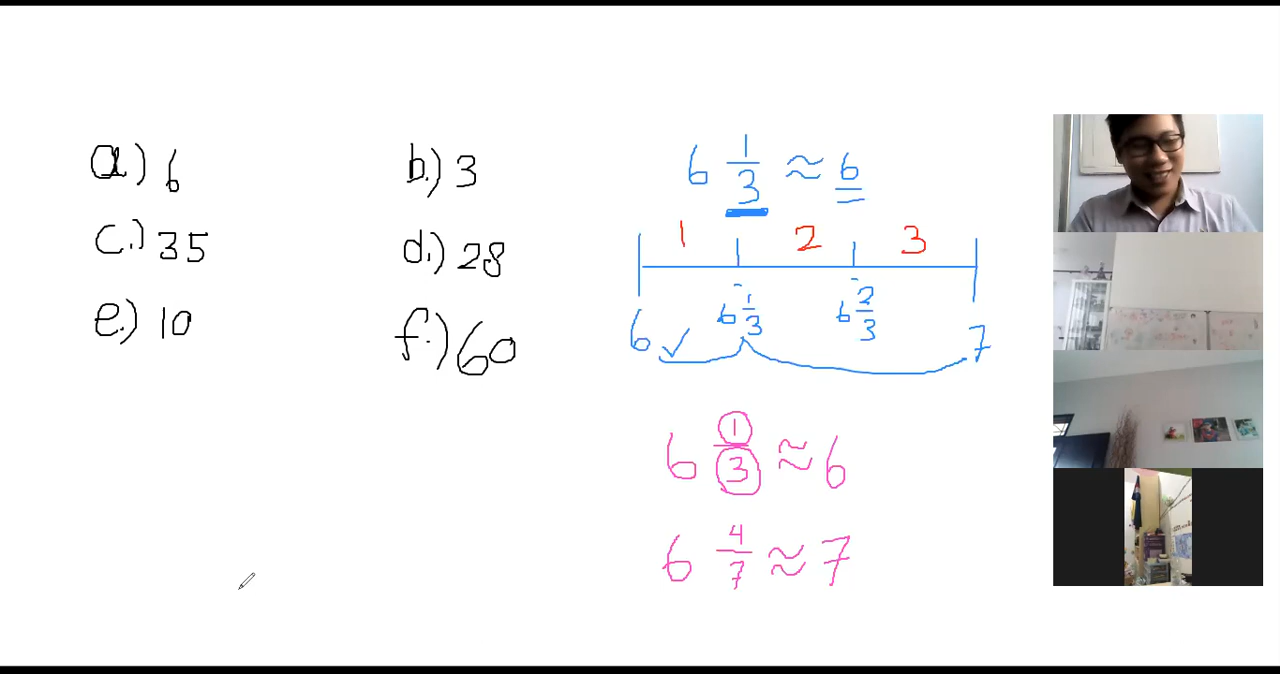 a.) 6
b.) 3
c.) 35
d.) 28
e.) 10
f.) 60
6 1/3 ≈ 6
1 2 3
6 6 1/3 6 2/3 7
6 1/3 ≈ 6
6 4/7 ≈ 7